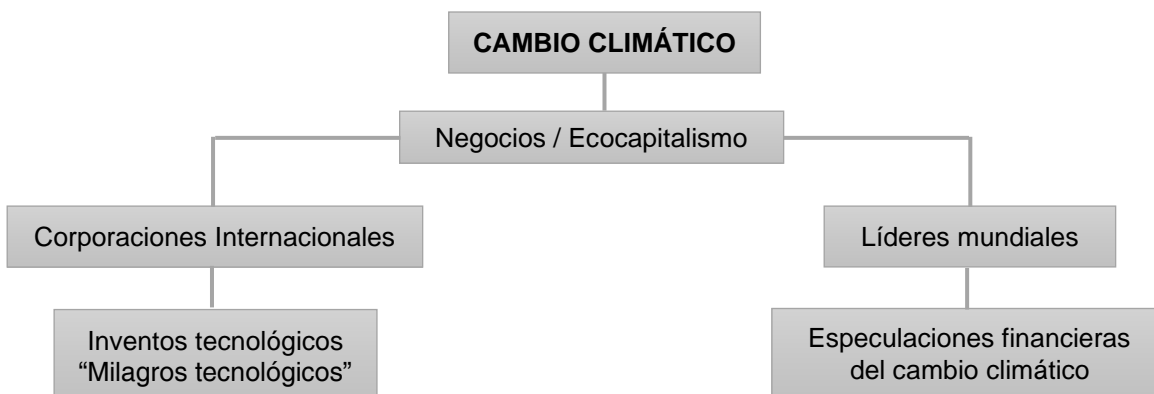 CAMBIO CLIMÁTICO
Negocios / Ecocapitalismo
Corporaciones Internacionales
Líderes mundiales
Inventos tecnológicos
“Milagros tecnológicos”
Especulaciones financieras
del cambio climático